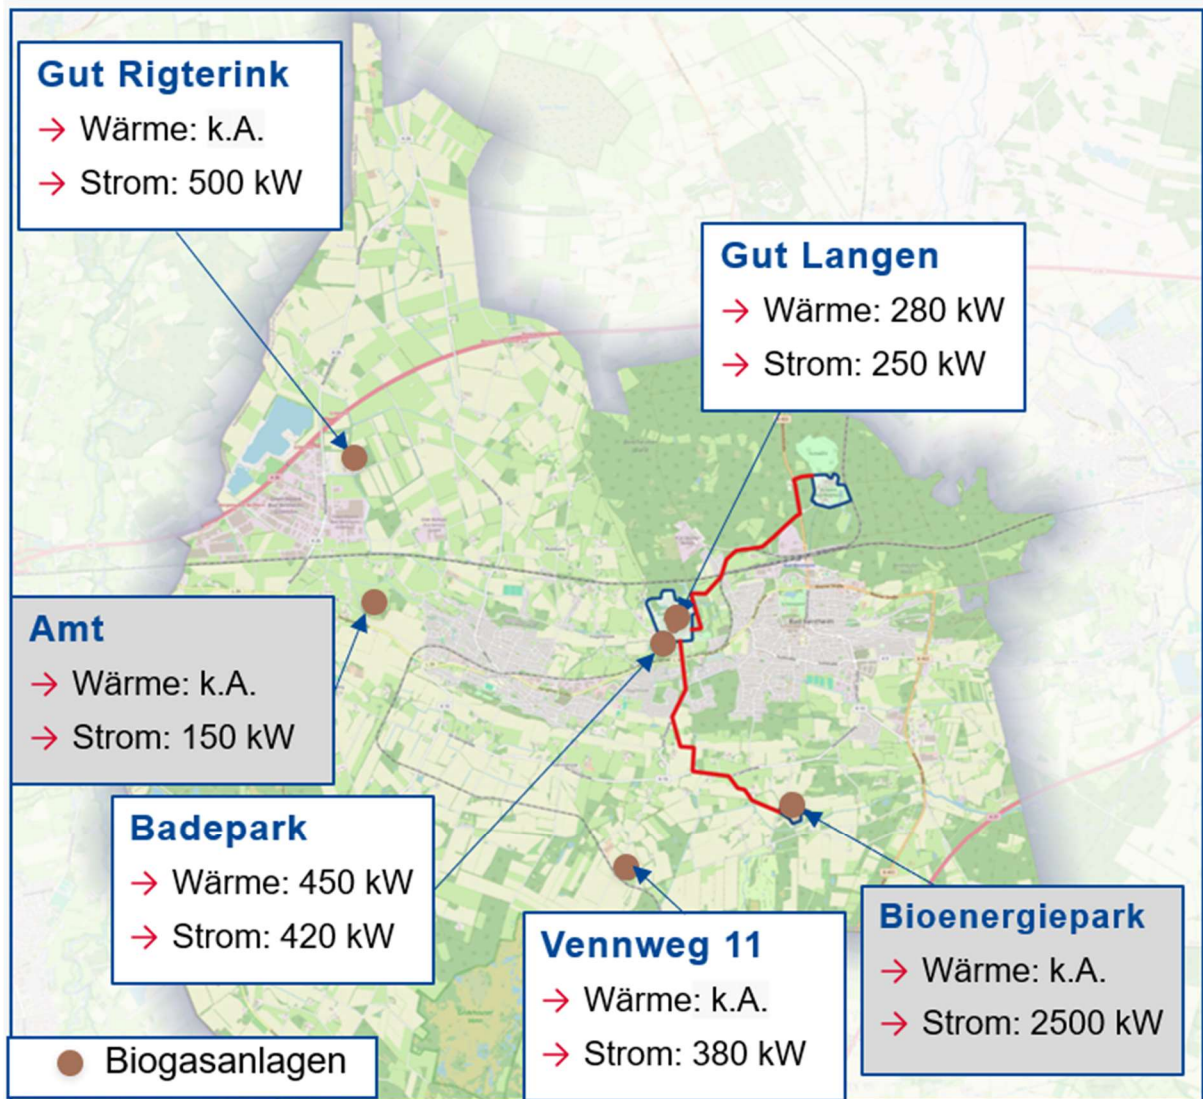 Gut Rigterink
→ Wärme: k.A.
→ Strom: 500 kW
Gut Langen
→ Wärme: 280 kW
→ Strom: 250 kW
Amt
→ Wärme: k.A.
→ Strom: 150 kW
Badepark
→ Wärme: 450 kW
→ Strom: 420 kW
Vennweg 11
→ Wärme: k.A.
→ Strom: 380 kW
Bioenergiepark
→ Wärme: k.A.
→ Strom: 2500 kW
Biogasanlagen